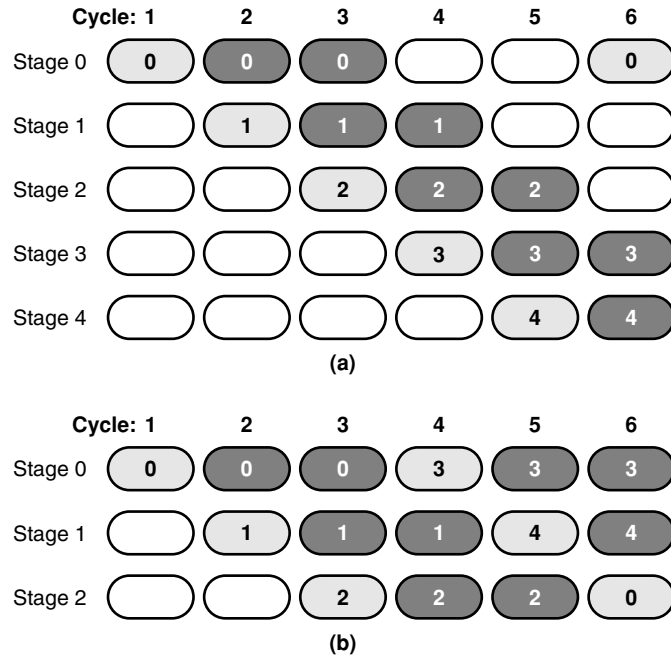 Cycle: 1 2 3 4 5 6
Stage 0 0 0 0 0
Stage 1 1 1 1
Stage 2 2 2 2
Stage 3 3 3 3
Stage 4 4 4
(a)
Cycle: 1 2 3 4 5 6
Stage 0 0 0 0 3 3 3
Stage 1 1 1 1 4 4
Stage 2 2 2 2 0
(b)